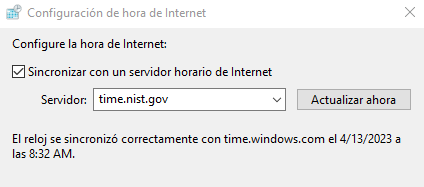 Configuración de hora de Internet
Configure la hora de Internet:
Sincronizar con un servidor horario de Internet
Servidor: time.nist.gov Actualizar ahora
El reloj se sincronizó correctamente con time.windows.com el 4/13/2023 a
las 8:32 AM.